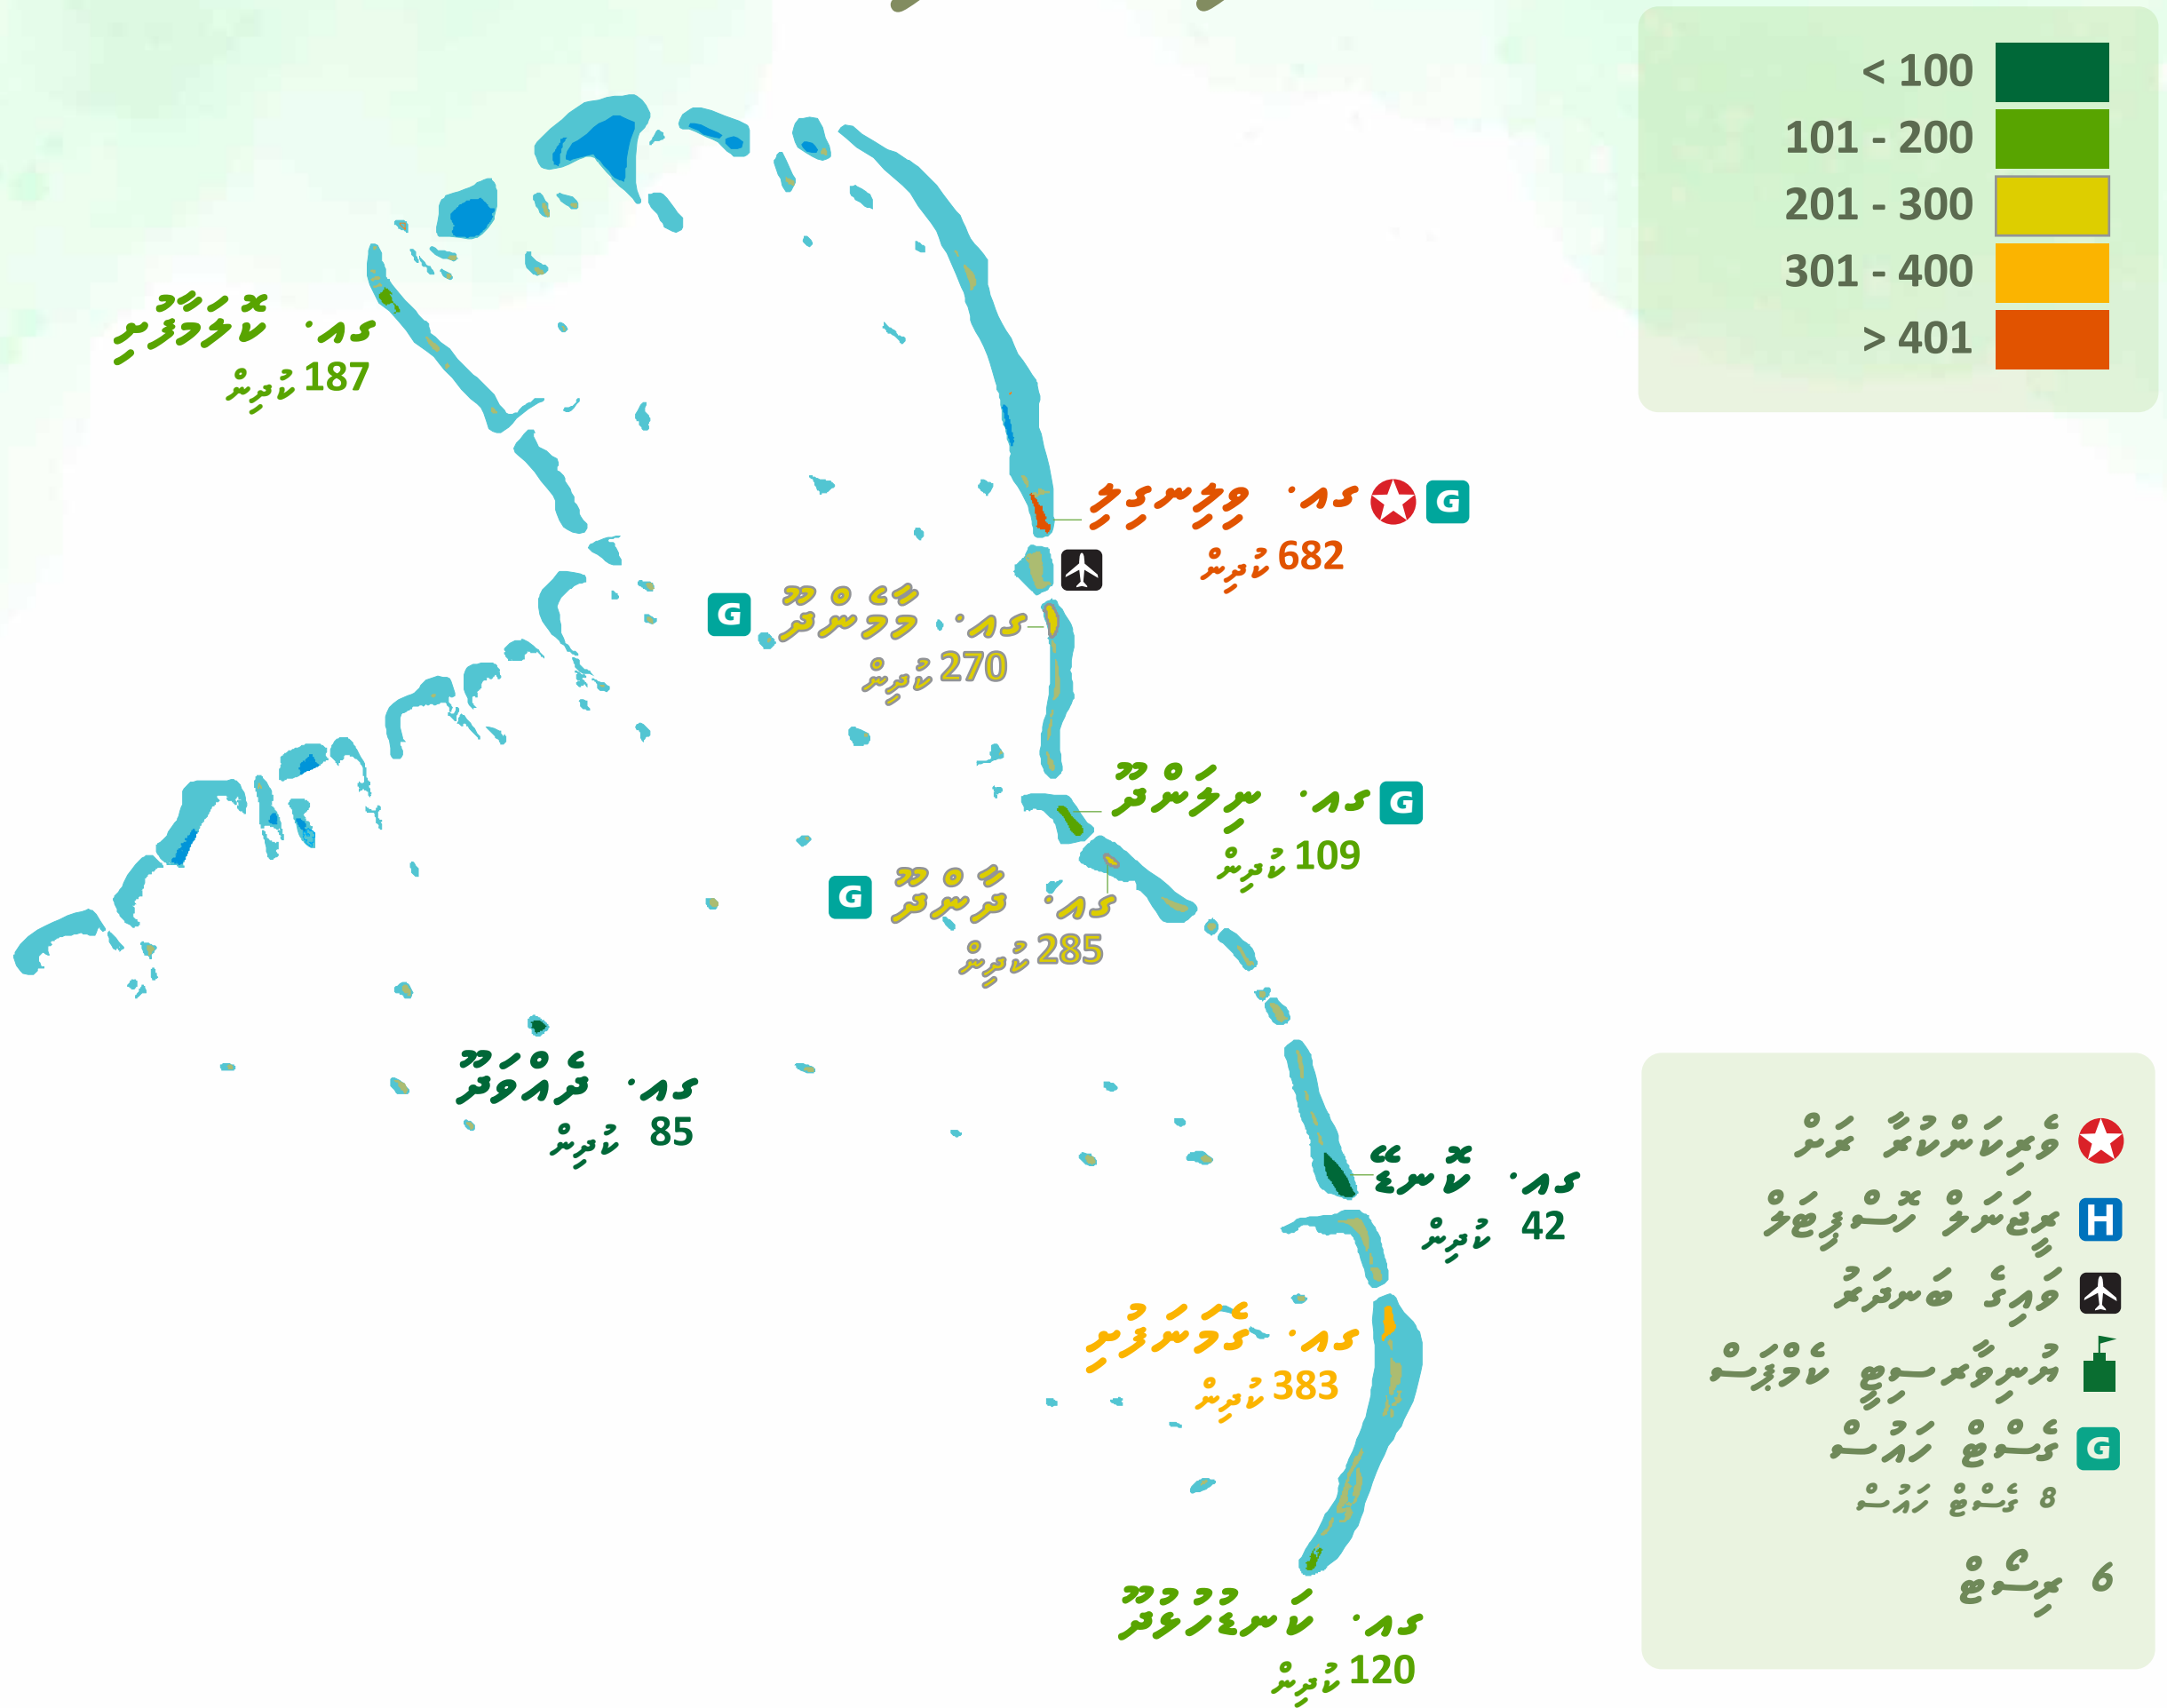 < 100
101 - 200
201 - 300
301 - 400
> 401
ގއ. ކޮލަމާފުށި
187 ކުދިން
ގއ. ވިލިނގިލި
682 ކުދިން
ގއ. މާމެންދޫ
270 ކުދިން
ގއ. ނިލަންދޫ
109 ކުދިން
ގއ. ދާންދޫ
285 ކުދިން
ގއ. ދެއްވަދޫ
85 ކުދިން
ގއ. ކޮނޑޭ
42 ކުދިން
ގއ. ގެމަނަފުށި
383 ކުދިން
ގއ. ކަނޑުހުޅުދޫ
120 ކުދިން
ވެރިކަންކުރާ ރަށް
H ރީޖަނަލް ހޮސްޕިޓަލް
ވައިގެ ބަނދަރު
ޔުނިވާރސިޓީ ކެމްޕަސް
G ގެސްޓް ހައުސް
8 ގެސްޓް ހައުސް
6 ރިސޯޓް